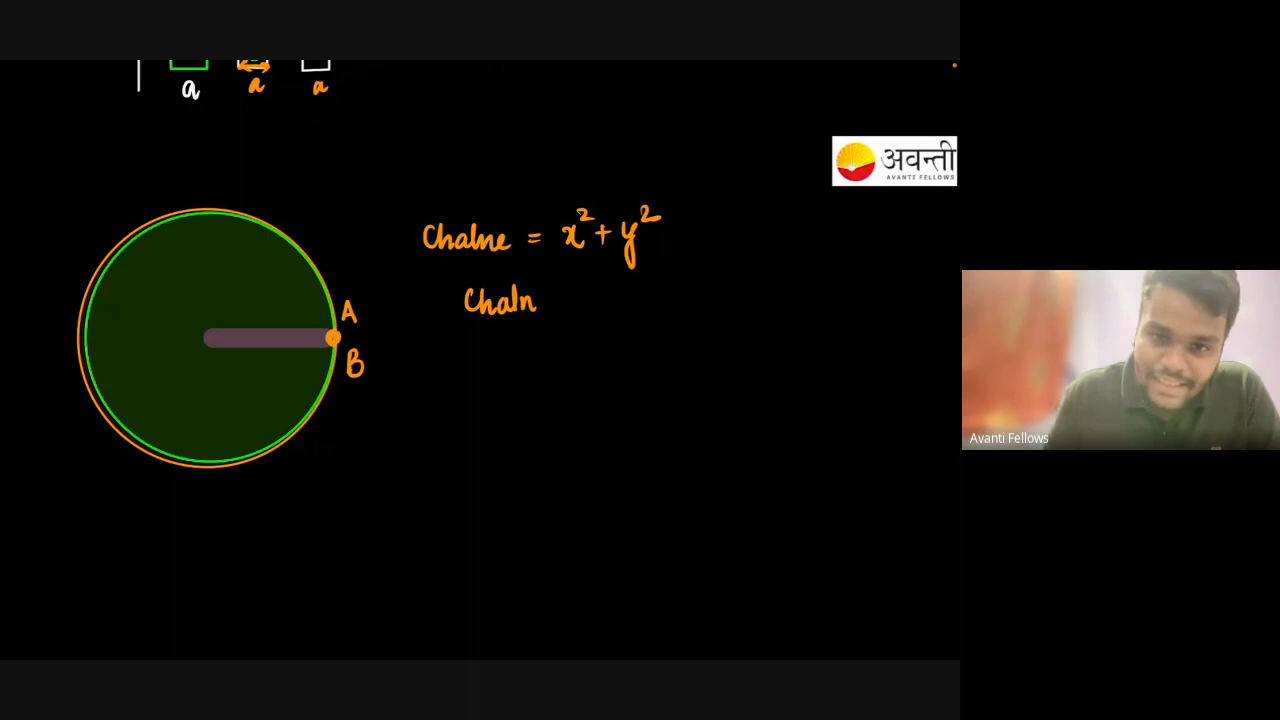 a a a
अवन्ती
AVANTI FELLOWS
Chalne = x² + y²
Chaln
A
B
Avanti Fellows